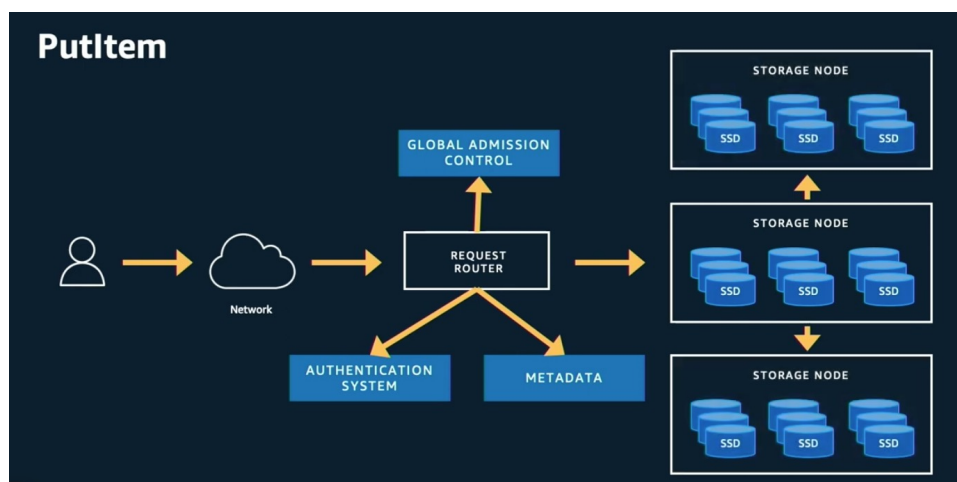 PutItem
STORAGE NODE
SSD SSD SSD
GLOBAL ADMISSION
CONTROL
STORAGE NODE
SSD SSD SSD
REQUEST
ROUTER
Network
AUTHENTICATION
SYSTEM
METADATA
STORAGE NODE
SSD SSD SSD